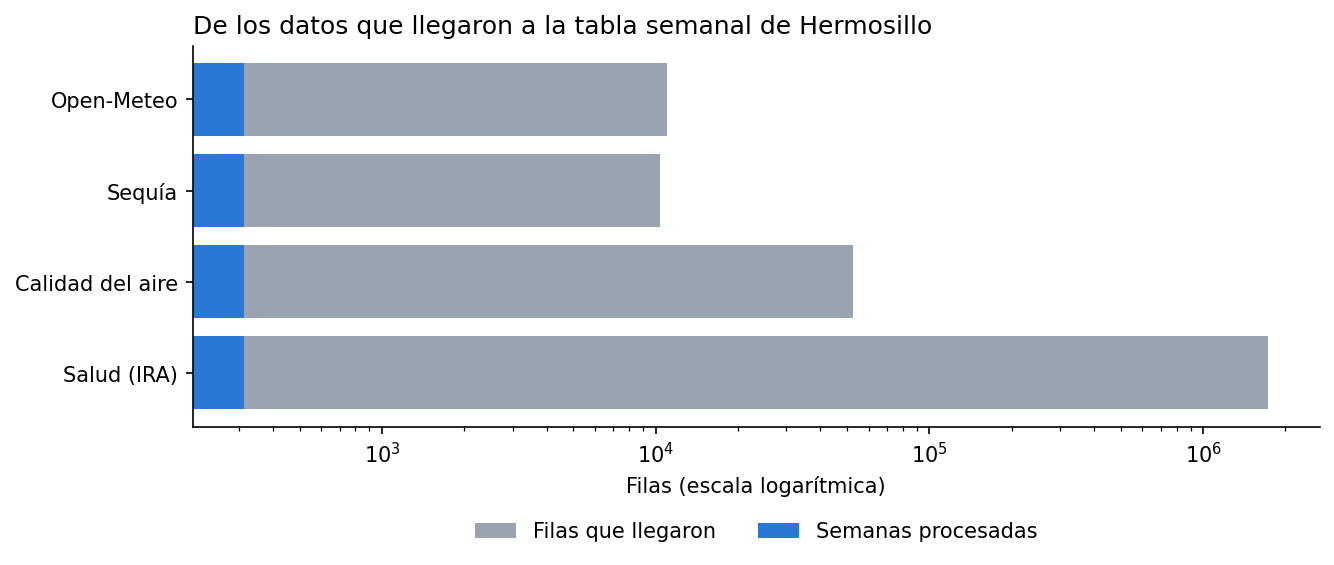 De los datos que llegaron a la tabla semanal de Hermosillo
Open-Meteo
Sequía
Calidad del aire
Salud (IRA)
10³ 10⁴ 10⁵ 10⁶
Filas (escala logarítmica)
Filas que llegaron Semanas procesadas